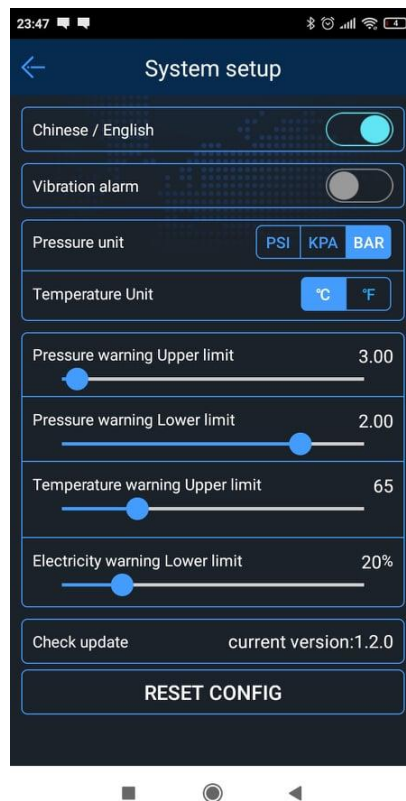 23:47 4
System setup
Chinese / English
Vibration alarm
Pressure unit PSI KPA BAR
Temperature Unit ℃ ℉
Pressure warning Upper limit 3.00
Pressure warning Lower limit 2.00
Temperature warning Upper limit 65
Electricity warning Lower limit 20%
Check update current version:1.2.0
RESET CONFIG